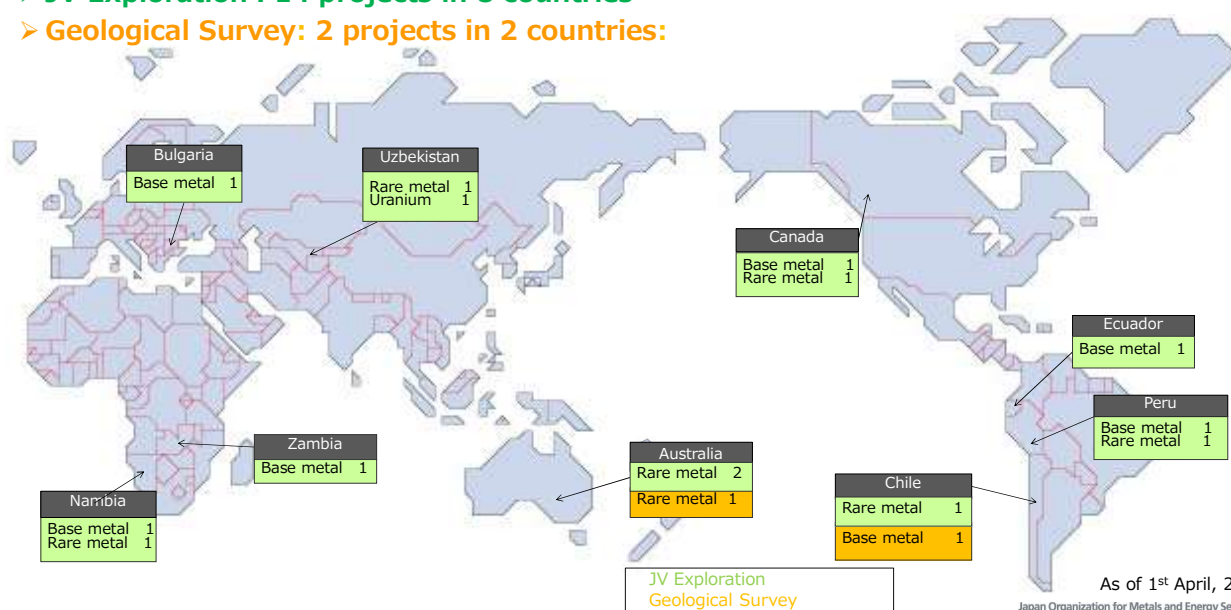 Geological Survey: 2 projects in 2 countries:
Bulgaria
Base metal 1
Uzbekistan
Rare metal 1
Uranium 1
Canada
Base metal 1
Rare metal 1
Ecuador
Base metal 1
Peru
Base metal 1
Rare metal 1
Zambia
Base metal 1
Australia
Rare metal 2
Rare metal 1
Chile
Rare metal 1
Base metal 1
Nambia
Base metal 1
Rare metal 1
JV Exploration
Geological Survey
As of 1st April, 2
Japan Organization for Metals and Energy Se